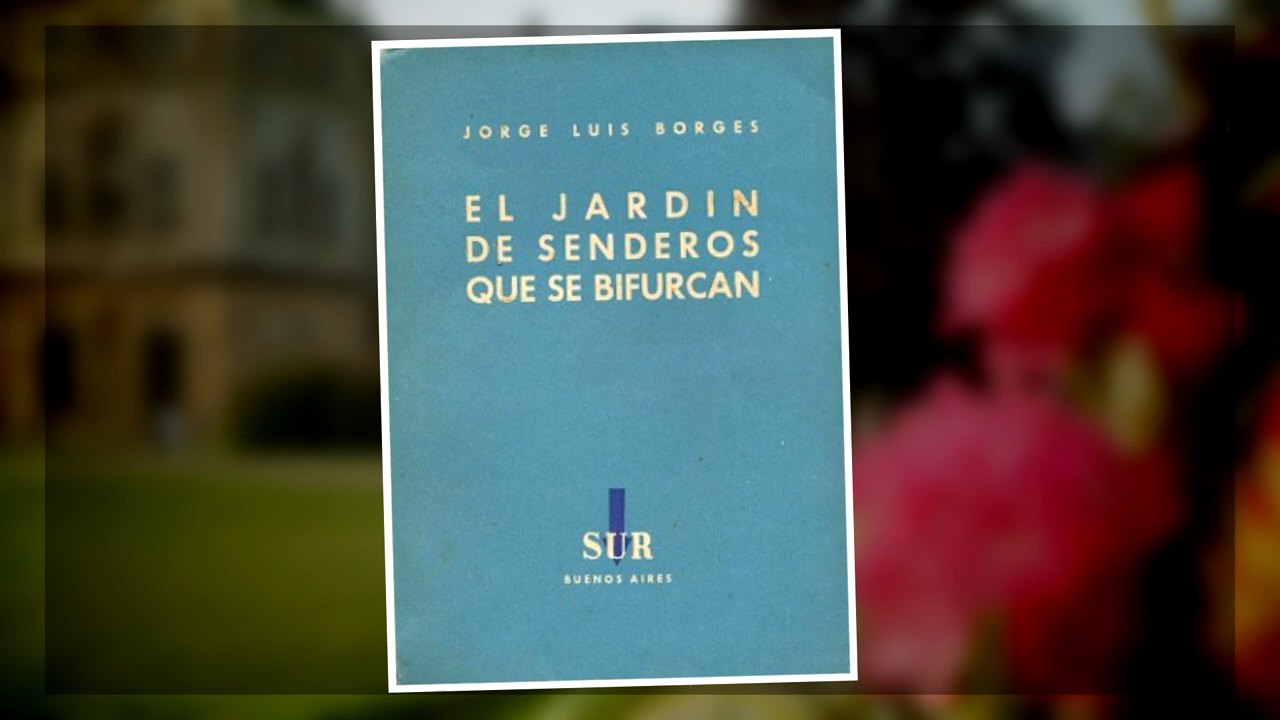 JORGE LUIS BORGES
EL JARDIN
DE SENDEROS
QUE SE BIFURCAN
SUR
BUENOS AIRES